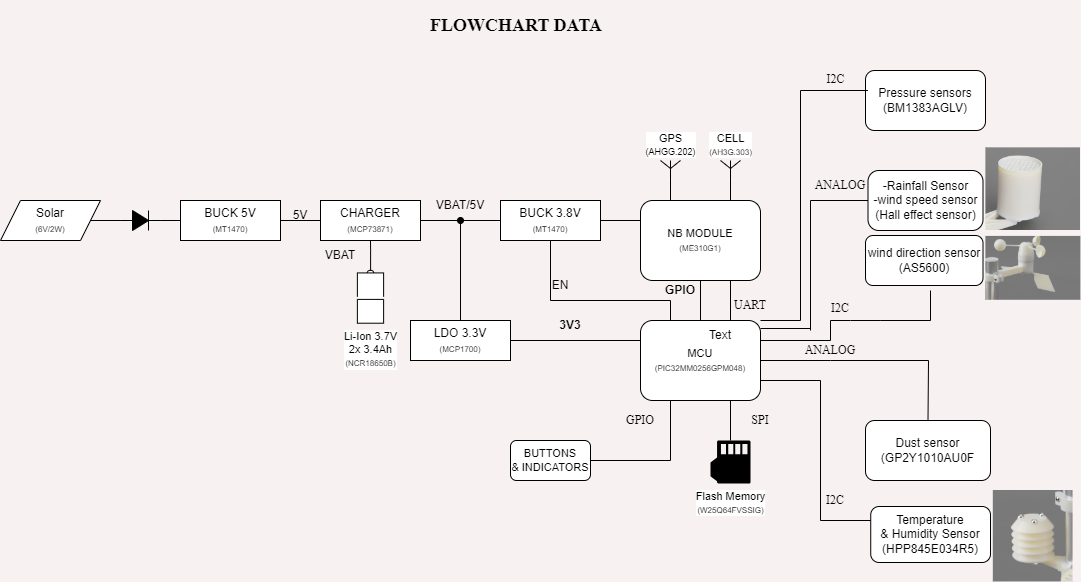 FLOWCHART DATA
I2C
Pressure sensors
(BM1383AGLV)
GPS
(AHGG.202)
CELL
(AH3G.303)
ANALOG
-Rainfall Sensor
-wind speed sensor
(Hall effect sensor)
Solar
(6V/2W)
BUCK 5V
(MT1470)
5V
CHARGER
(MCP73871)
VBAT/5V
BUCK 3.8V
(MT1470)
NB MODULE
(ME310G1)
wind direction sensor
(AS5600)
VBAT
EN
GPIO
UART
I2C
Li-Ion 3.7V
2x 3.4Ah
(NCR18650B)
LDO 3.3V
(MCP1700)
3V3
Text
MCU
(PIC32MM0256GPM048)
ANALOG
GPIO
SPI
BUTTONS
& INDICATORS
Flash Memory
(W25Q64FVSSIG)
Dust sensor
(GP2Y1010AU0F
I2C
Temperature
& Humidity Sensor
(HPP845E034R5)